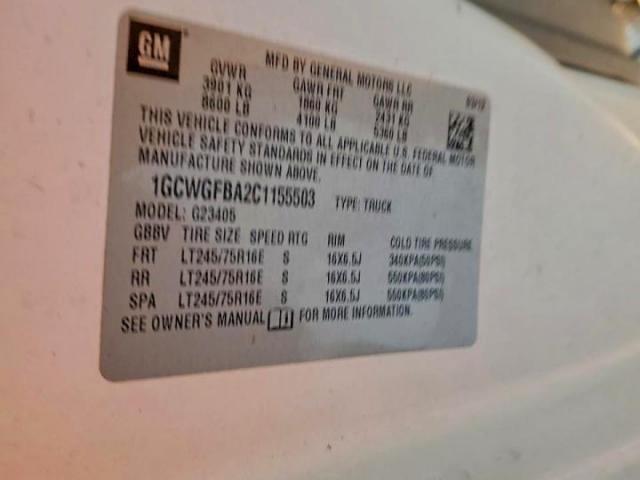 GM
MFD BY GENERAL MOTORS LLC
GVWR GAWR FRT GAWR RR
3901 KG 1860 KG 2431 KG
8600 LB 4100 LB 5360 LB
THIS VEHICLE CONFORMS TO ALL APPLICABLE U.S. FEDERAL MOTOR
VEHICLE SAFETY STANDARDS IN EFFECT ON THE DATE OF
MANUFACTURE SHOWN ABOVE.
1GCWGFBA2C1155503 TYPE: TRUCK
MODEL: G23405
GBBV TIRE SIZE SPEED RTG RIM COLD TIRE PRESSURE
FRT LT245/75R16E S 16X6.5J 340KPA(50PSI)
RR LT245/75R16E S 16X6.5J 550KPA(80PSI)
SPA LT245/75R16E S 16X6.5J 550KPA(80PSI)
SEE OWNER'S MANUAL FOR MORE INFORMATION.